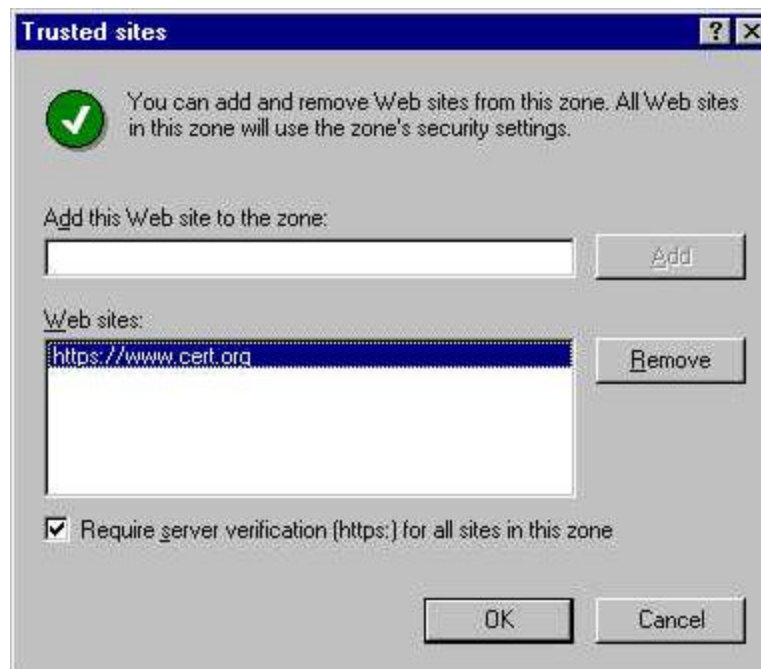 Trusted sites
You can add and remove Web sites from this zone. All Web sites
in this zone will use the zone's security settings.
Add this Web site to the zone:
Add
Web sites:
https://www.cert.org
Remove
Require server verification (https:) for all sites in this zone
OK
Cancel